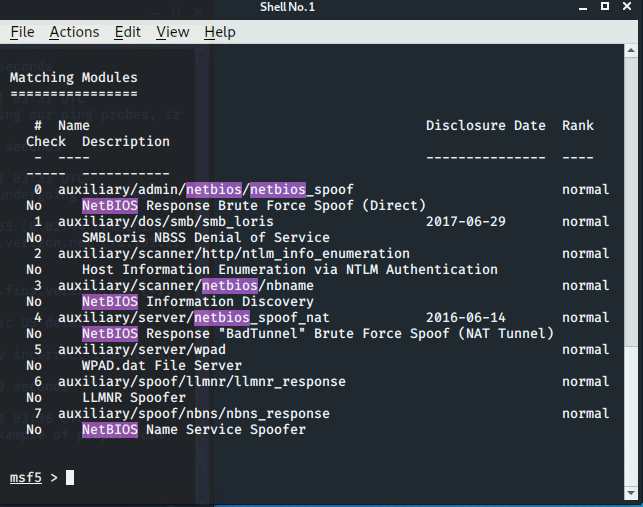 Shell No. 1
File Actions Edit View Help
Matching Modules
================
# Name Disclosure Date Rank
Check Description
- ---- --------------- ----
----- -----------
0 auxiliary/admin/netbios/netbios_spoof normal
No NetBIOS Response Brute Force Spoof (Direct)
1 auxiliary/dos/smb/smb_loris 2017-06-29 normal
No SMBLoris NBSS Denial of Service
2 auxiliary/scanner/http/ntlm_info_enumeration normal
No Host Information Enumeration via NTLM Authentication
3 auxiliary/scanner/netbios/nbname normal
No NetBIOS Information Discovery
4 auxiliary/server/netbios_spoof_nat 2016-06-14 normal
No NetBIOS Response "BadTunnel" Brute Force Spoof (NAT Tunnel)
5 auxiliary/server/wpad normal
No WPAD.dat File Server
6 auxiliary/spoof/llmnr/llmnr_response normal
No LLMNR Spoofer
7 auxiliary/spoof/nbns/nbns_response normal
No NetBIOS Name Service Spoofer
msf5 >